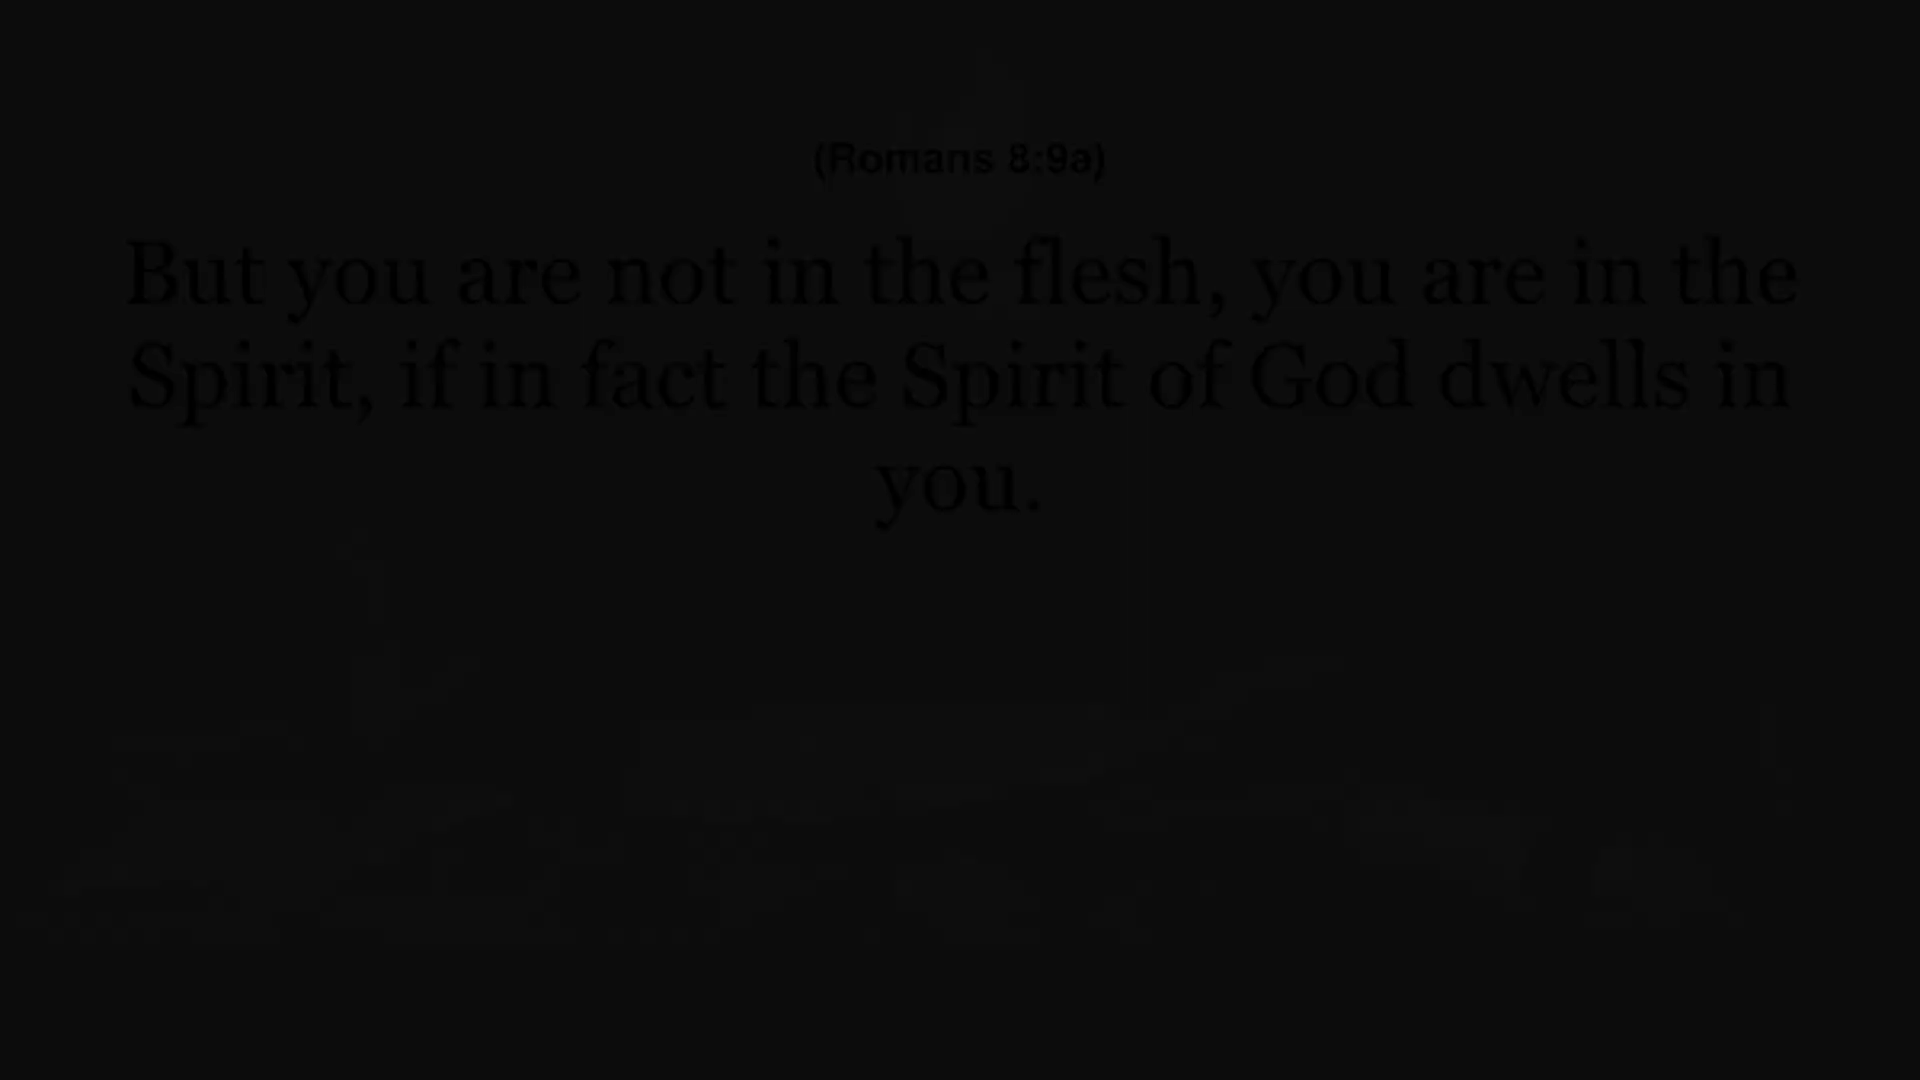 (Romans 8:9a)
But you are not in the flesh, you are in the
Spirit, if in fact the Spirit of God dwells in
you.